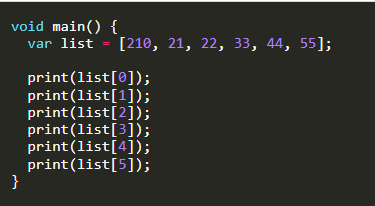 void main() {
  var list = [210, 21, 22, 33, 44, 55];

  print(list[0]);
  print(list[1]);
  print(list[2]);
  print(list[3]);
  print(list[4]);
  print(list[5]);
}